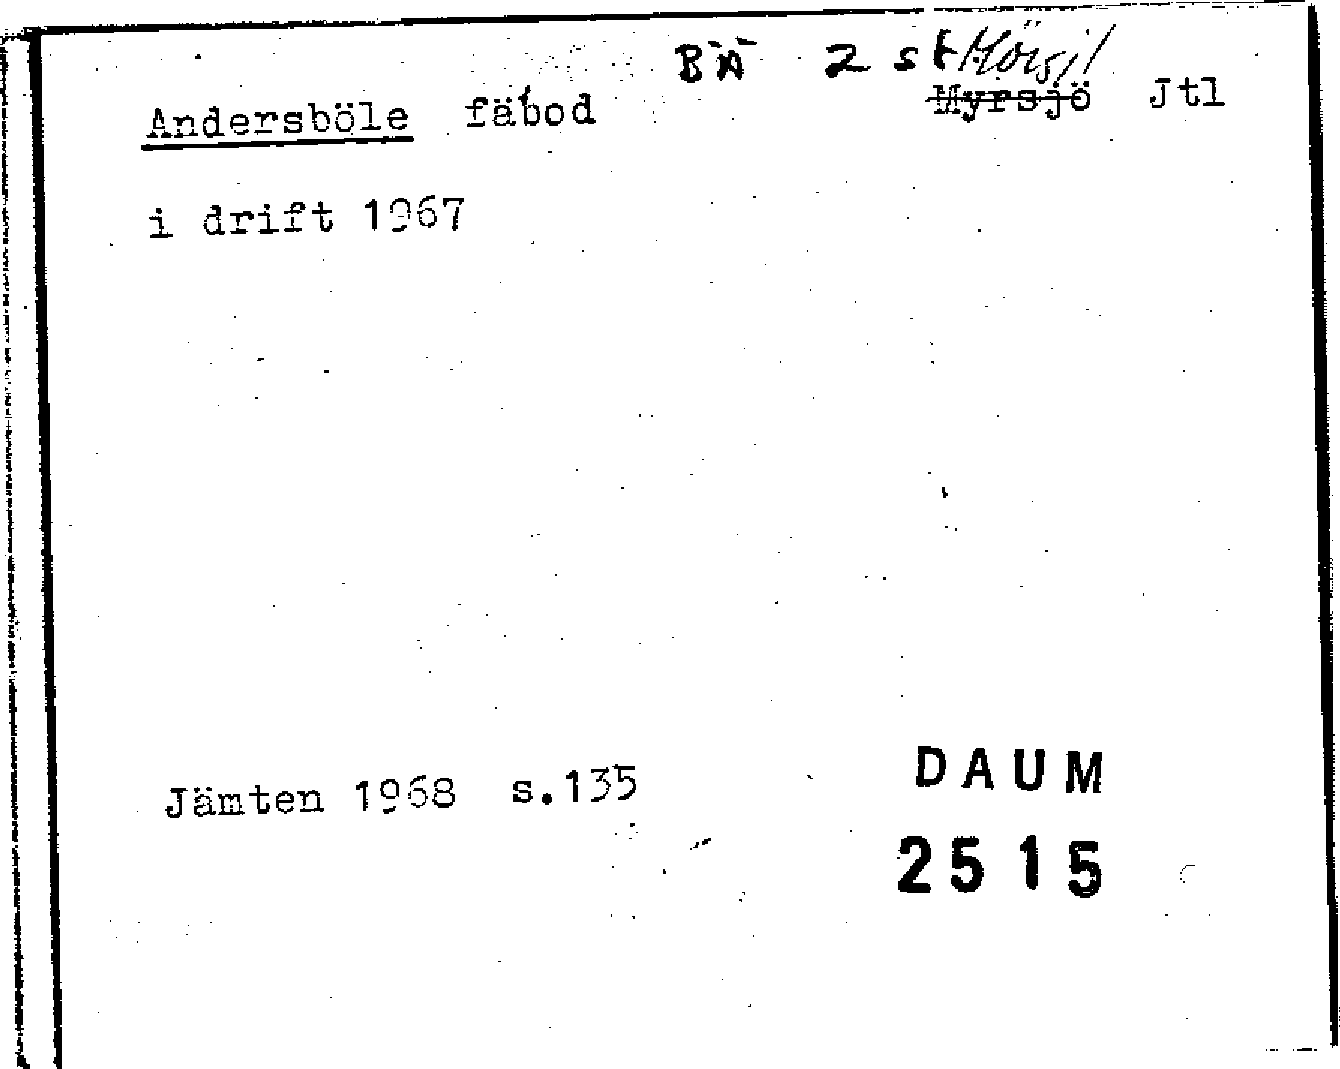 BÄ 2 st Mörsil
Andersböle fäbod Myrsjö Jtl
i drift 1967
Jämten 1968 s.135
DAUM
2515